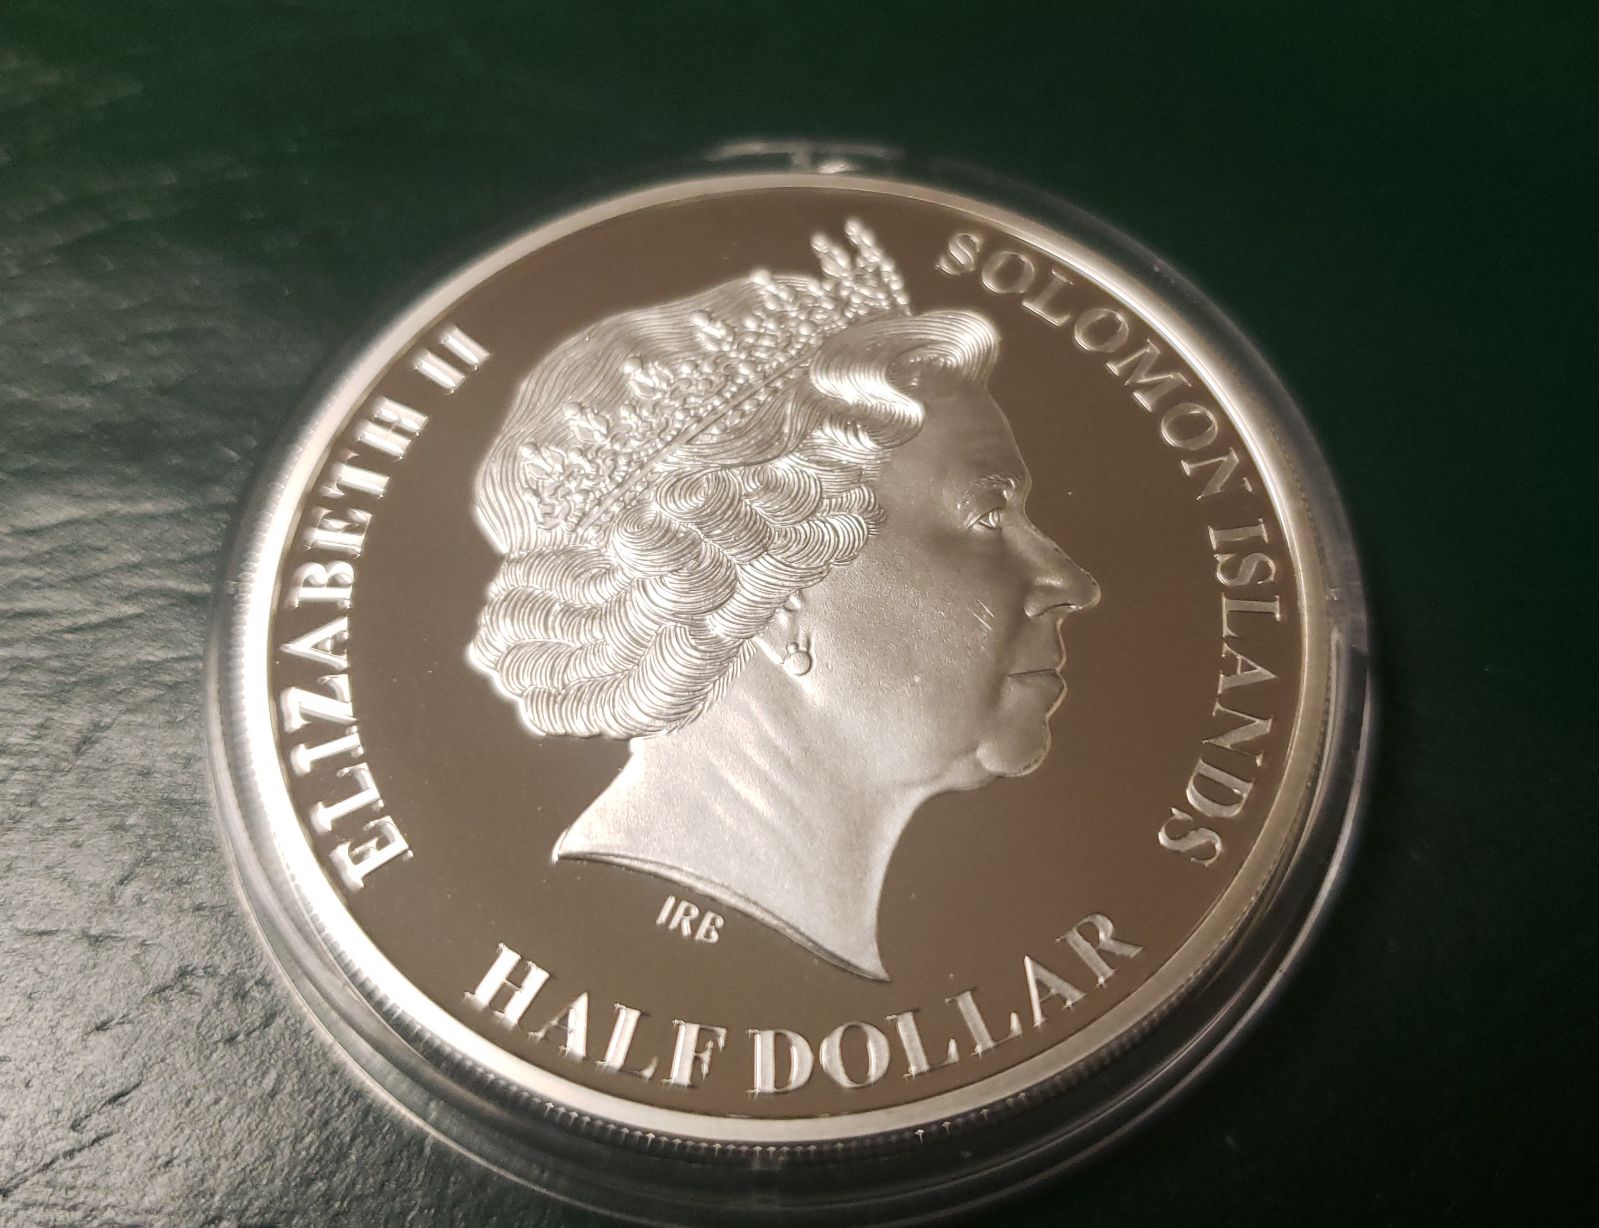 ELIZABETH II
SOLOMON ISLANDS
IRB
HALF DOLLAR